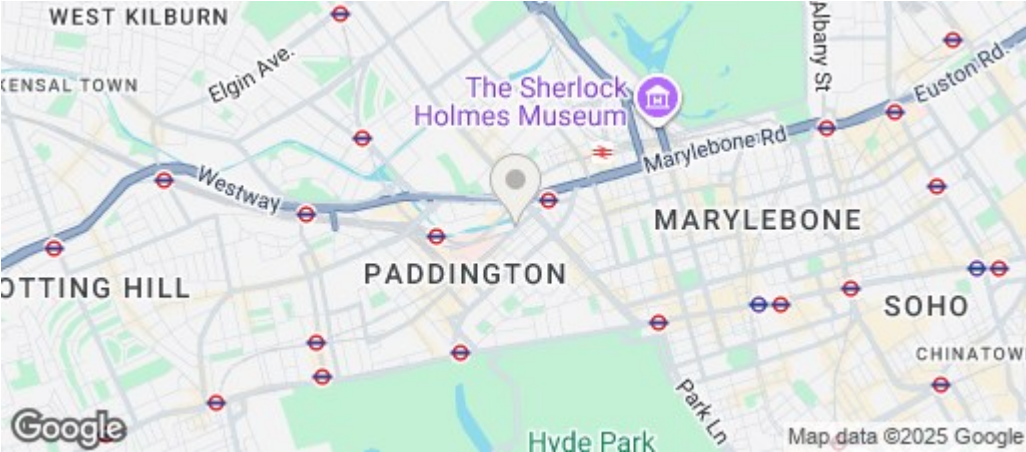 WEST KILBURN
Elgin Ave.
KENSAL TOWN
The Sherlock
Holmes Museum
Albany St
Euston Rd.
Marylebone Rd
Westway
MARYLEBONE
PADDINGTON
OTTING HILL
SOHO
CHINATOW
Park Ln
Hyde Park
Google
Map data ©2025 Google